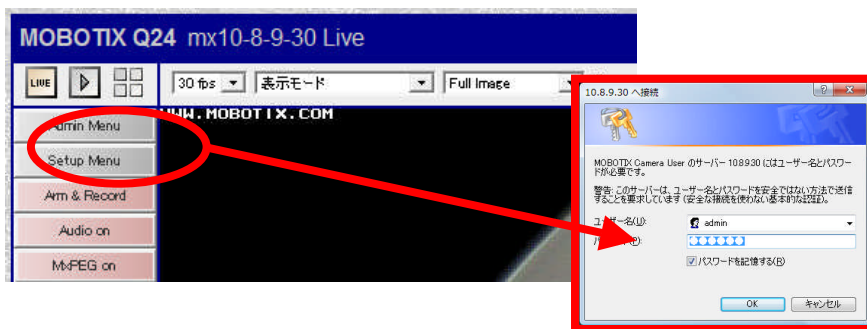 MOBOTIX Q24 mx10-8-9-30 Live
LIVE
30 fps
表示モード
Full Image
WWW.MOBOTIX.COM
Admin Menu
Setup Menu
Arm & Record
Audio on
MxPEG on
10.8.9.30 へ接続
MOBOTIX Camera User のサーバー 10.8.9.30 にはユーザー名とパスワー
ドが必要です。
警告: このサーバーは、ユーザー名とパスワードを安全ではない方法で送信
することを要求しています (安全な接続を使わない基本的な認証)。
ユーザー名(U):
admin
パスワード(P):
パスワードを記憶する(R)
OK
キャンセル